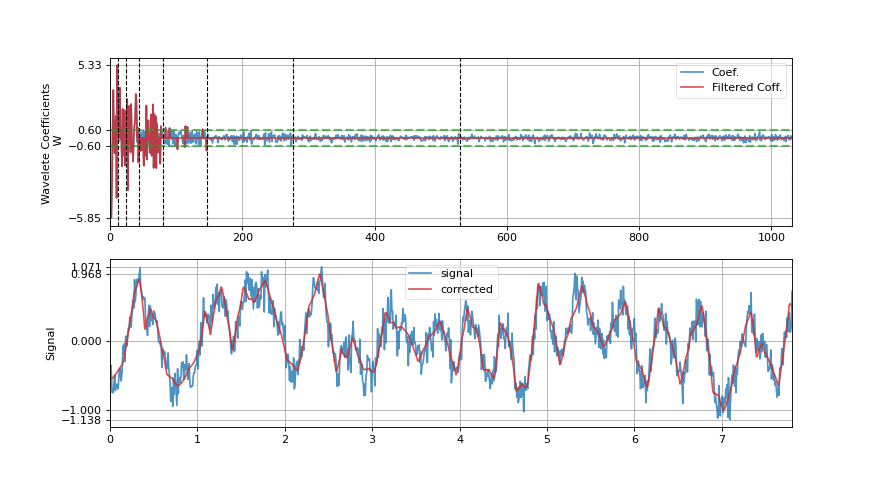 Wavelete Coefficients
W
5.33
0.60
−0.60
−5.85
Coef.
Filtered Coff.
0 200 400 600 800 1000
Signal
1.071
0.968
0.000
−1.000
−1.138
signal
corrected
0 1 2 3 4 5 6 7